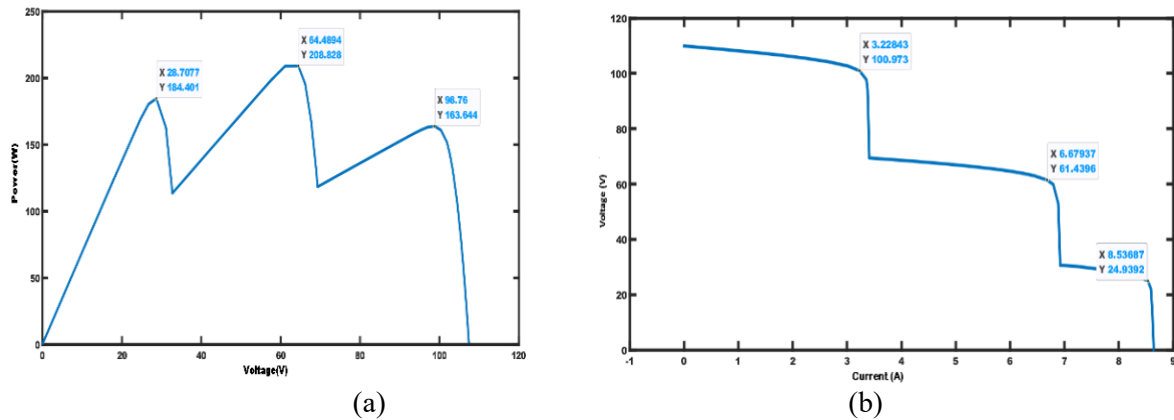 250
200
150
100
50
0
Power(W)
X 28.7077
Y 184.401
X 64.4894
Y 208.828
X 98.76
Y 163.644
0 20 40 60 80 100 120
Voltage(V)
(a)
120
100
80
60
40
20
0
Voltage (V)
X 3.22843
Y 100.973
X 6.67937
Y 61.4396
X 8.53687
Y 24.9392
-1 0 1 2 3 4 5 6 7 8 9
Current (A)
(b)